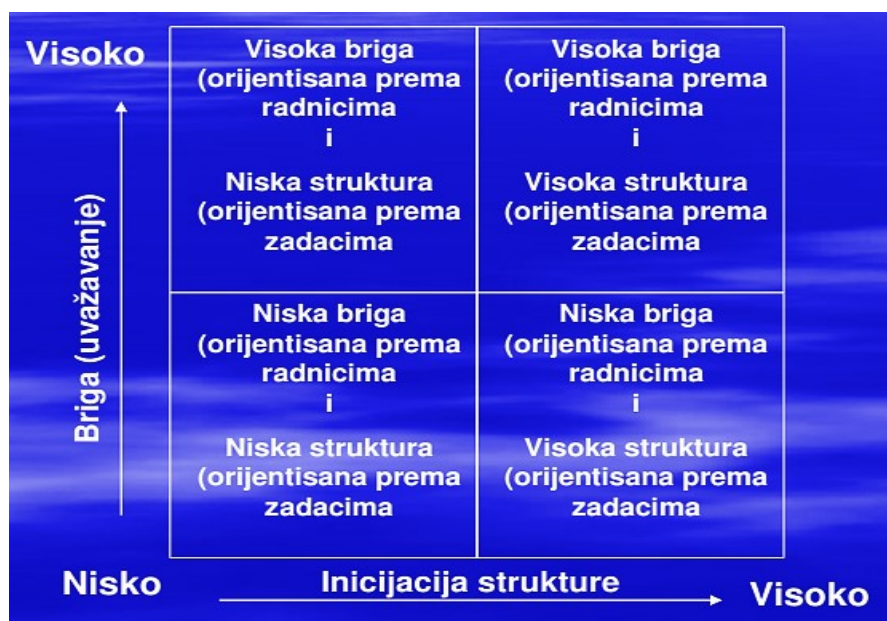 Visoko
Visoka briga
(orijentisana prema
radnicima
i
Niska struktura
(orijentisana prema
zadacima
Visoka briga
(orijentisana prema
radnicima
i
Visoka struktura
(orijentisana prema
zadacima
Briga (uvažavanje)
Niska briga
(orijentisana prema
radnicima
i
Niska struktura
(orijentisana prema
zadacima
Niska briga
(orijentisana prema
radnicima
i
Visoka struktura
(orijentisana prema
zadacima
Nisko
Inicijacija strukture
Visoko